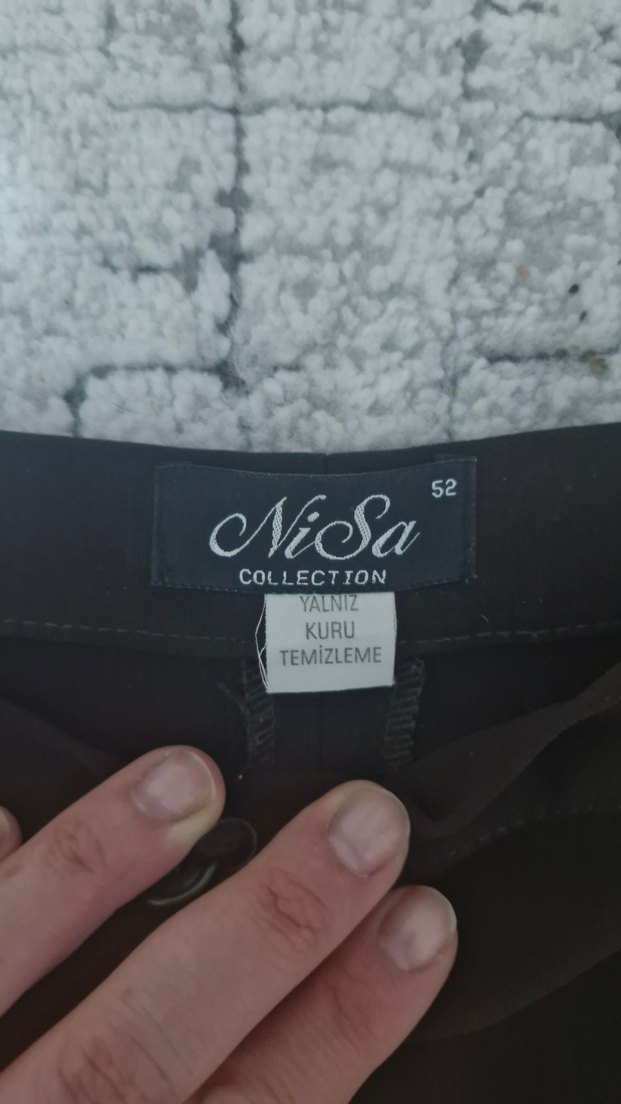 52
NiSa
COLLECTION
YALNIZ
KURU
TEMİZLEME